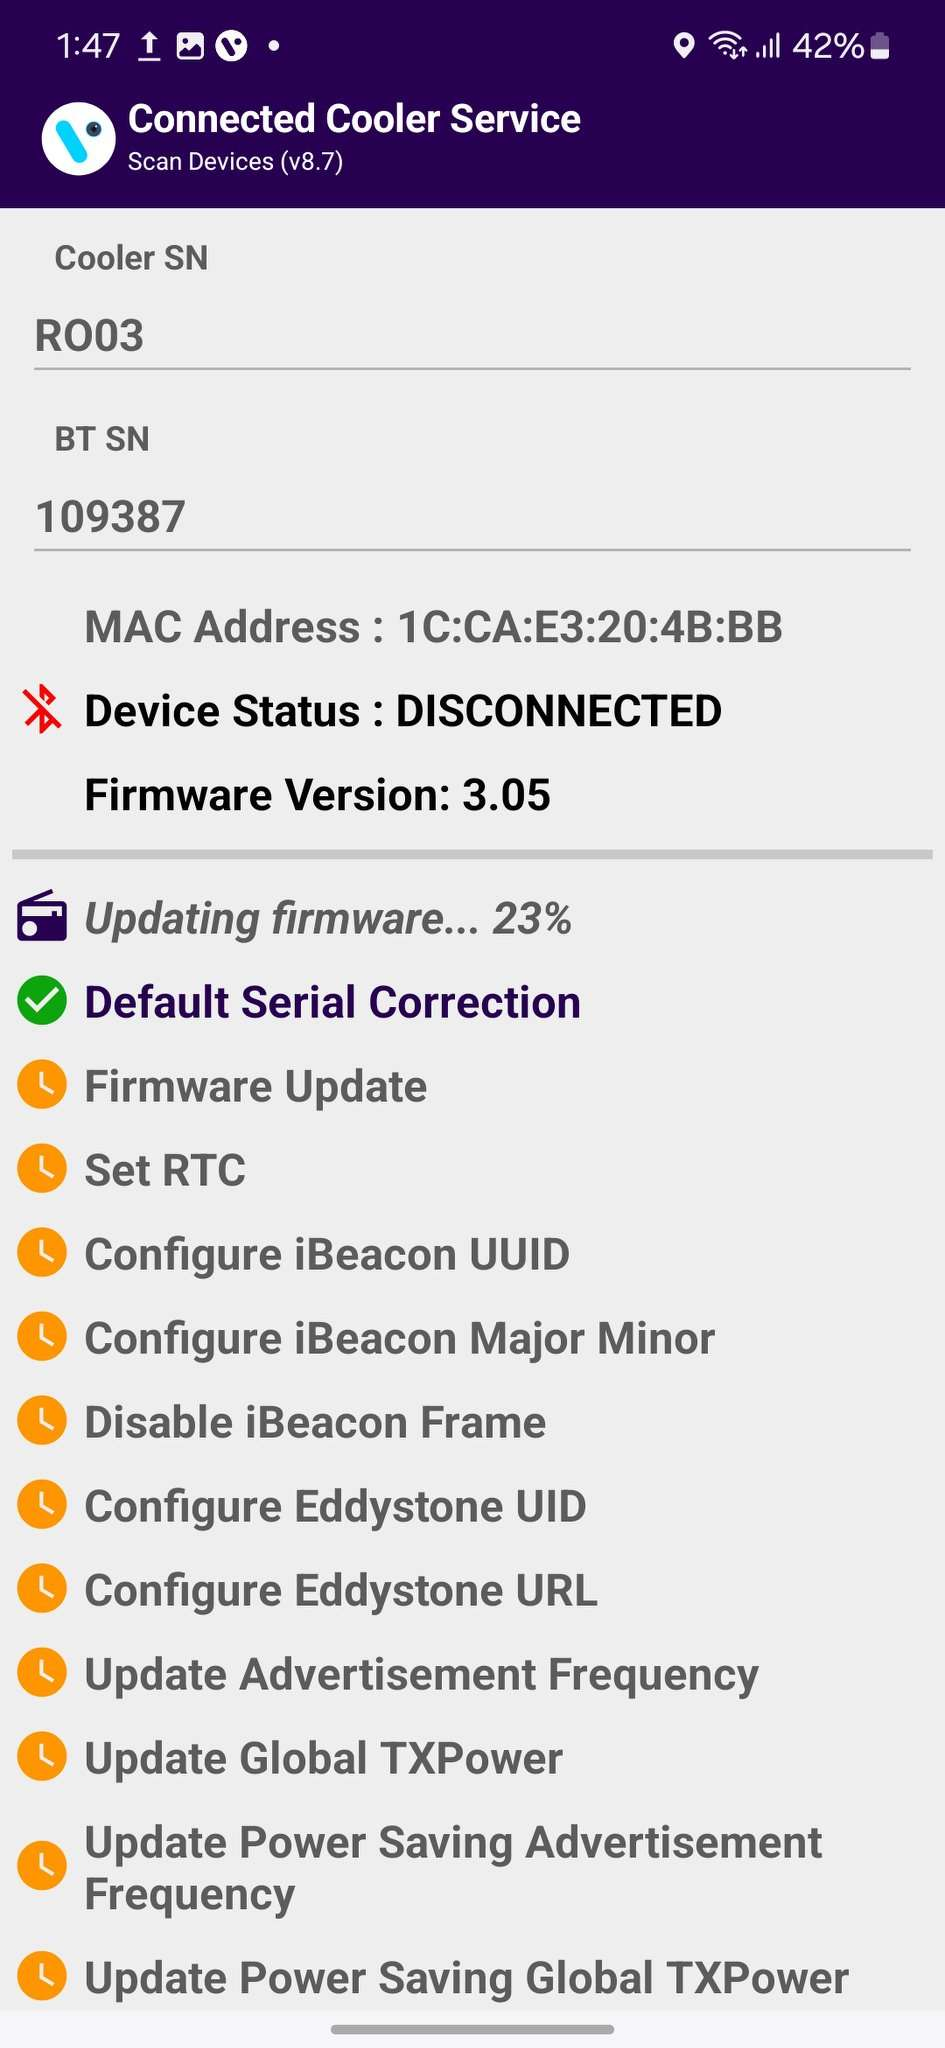 1:47
42%
Connected Cooler Service
Scan Devices (v8.7)
Cooler SN
RO03
BT SN
109387
MAC Address : 1C:CA:E3:20:4B:BB
Device Status : DISCONNECTED
Firmware Version: 3.05
Updating firmware... 23%
Default Serial Correction
Firmware Update
Set RTC
Configure iBeacon UUID
Configure iBeacon Major Minor
Disable iBeacon Frame
Configure Eddystone UID
Configure Eddystone URL
Update Advertisement Frequency
Update Global TXPower
Update Power Saving Advertisement
Frequency
Update Power Saving Global TXPower